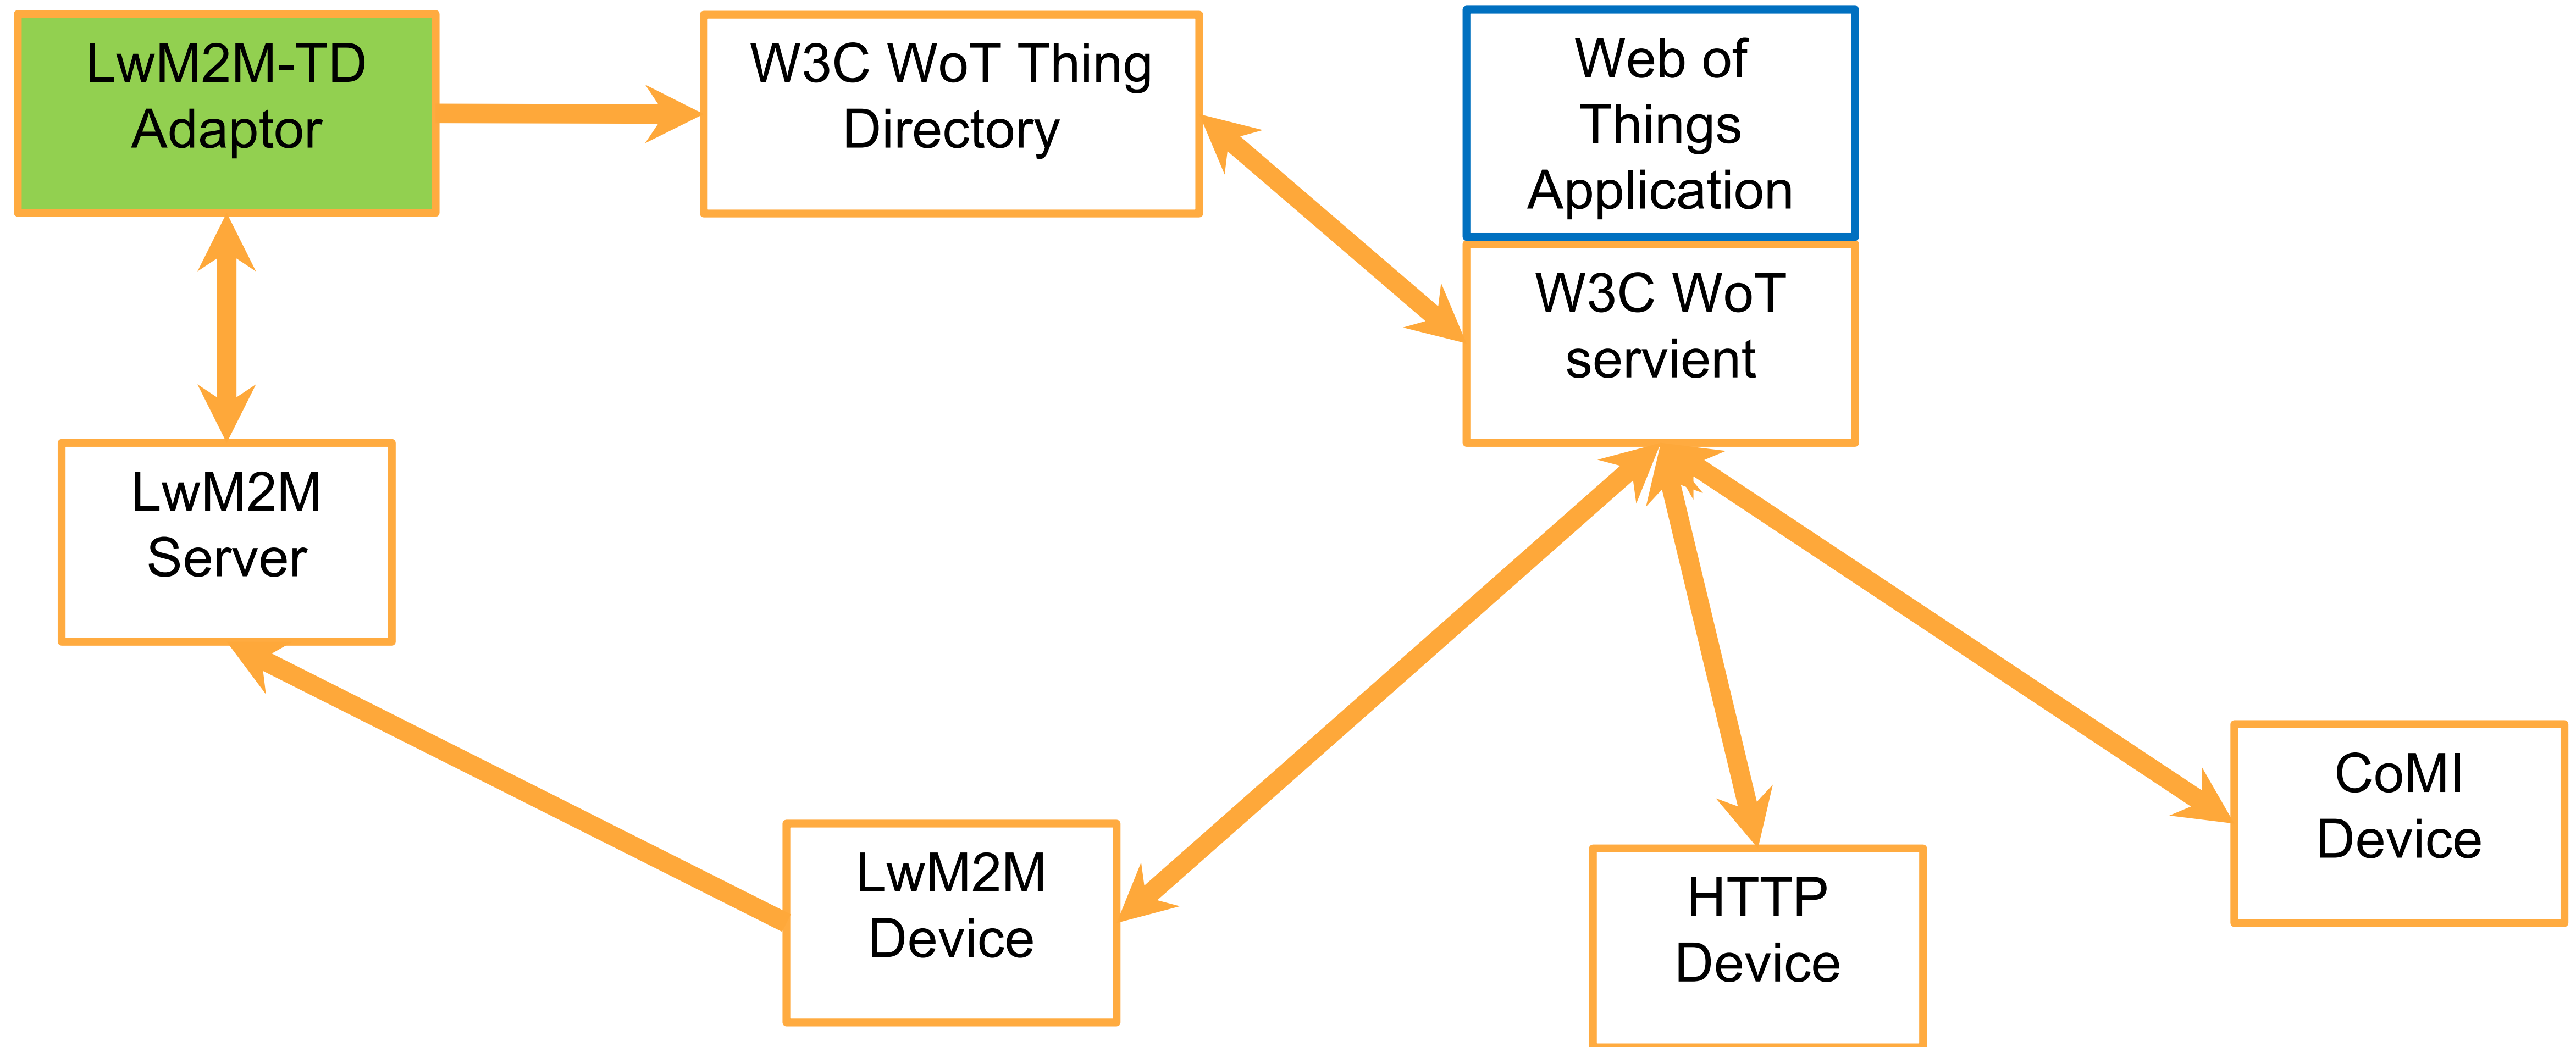 LwM2M-TD
Adaptor
W3C WoT Thing
Directory
Web of
Things
Application
W3C WoT
servient
LwM2M
Server
LwM2M
Device
HTTP
Device
CoMI
Device